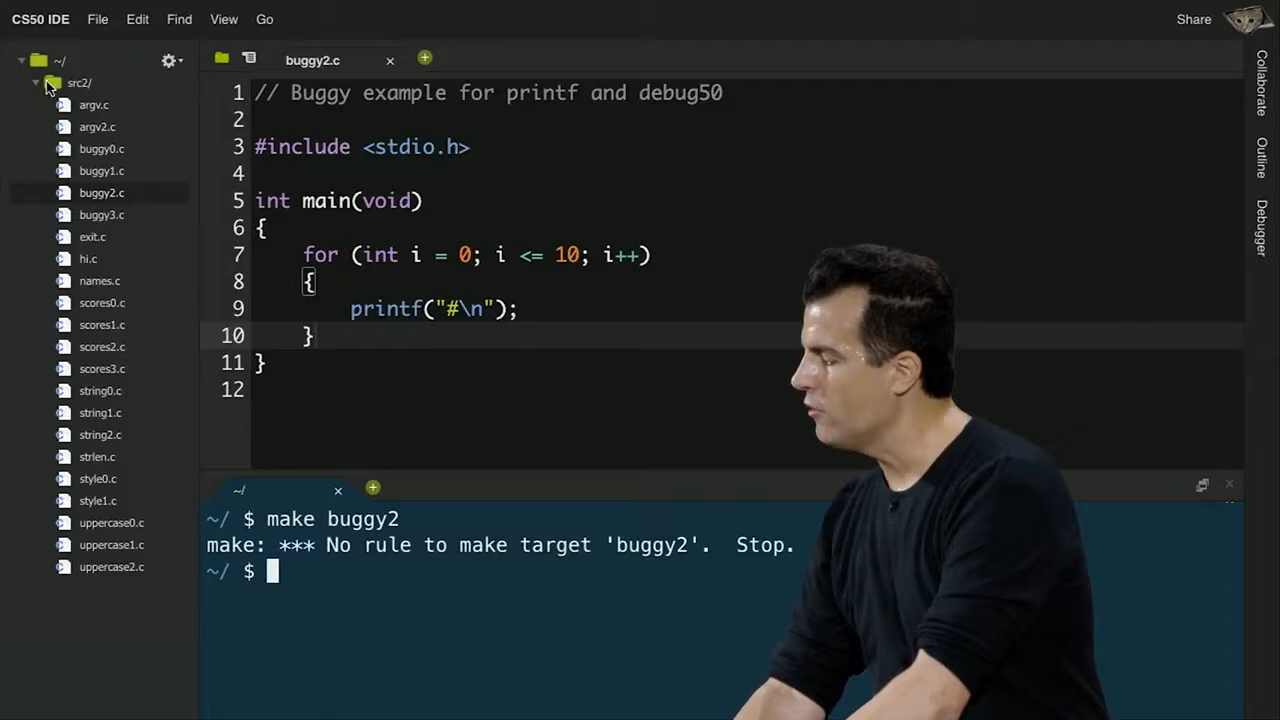 CS50 IDE File Edit Find View Go Share
~/
src2/
argv.c
argv2.c
buggy0.c
buggy1.c
buggy2.c
buggy3.c
exit.c
hi.c
names.c
scores0.c
scores1.c
scores2.c
scores3.c
string0.c
string1.c
string2.c
strlen.c
style0.c
style1.c
uppercase0.c
uppercase1.c
uppercase2.c
buggy2.c
1 // Buggy example for printf and debug50
2
3 #include <stdio.h>
4
5 int main(void)
6 {
7 for (int i = 0; i <= 10; i++)
8 {
9 printf("#\n");
10 }
11 }
12
~/
~/ $ make buggy2
make: *** No rule to make target 'buggy2'. Stop.
~/ $
Collaborate
Outline
Debugger